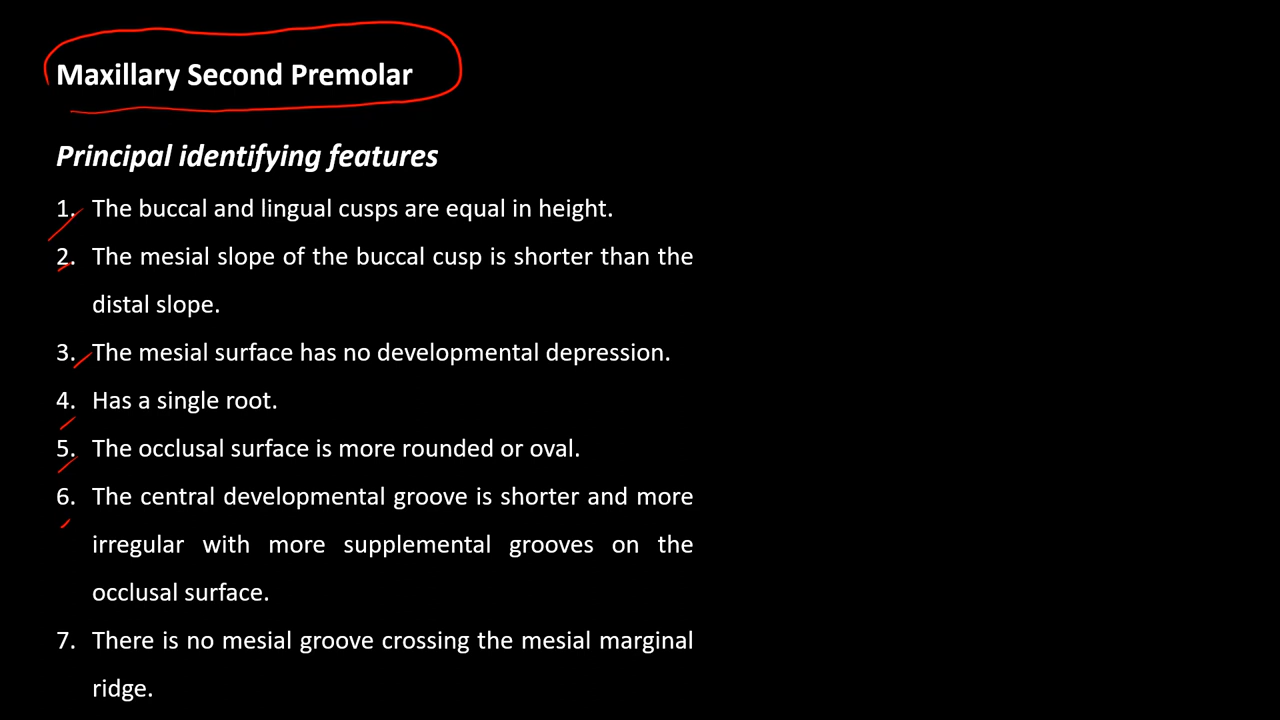 Maxillary Second Premolar
Principal identifying features
1. The buccal and lingual cusps are equal in height.
2. The mesial slope of the buccal cusp is shorter than the
distal slope.
3. The mesial surface has no developmental depression.
4. Has a single root.
5. The occlusal surface is more rounded or oval.
6. The central developmental groove is shorter and more
irregular with more supplemental grooves on the
occlusal surface.
7. There is no mesial groove crossing the mesial marginal
ridge.